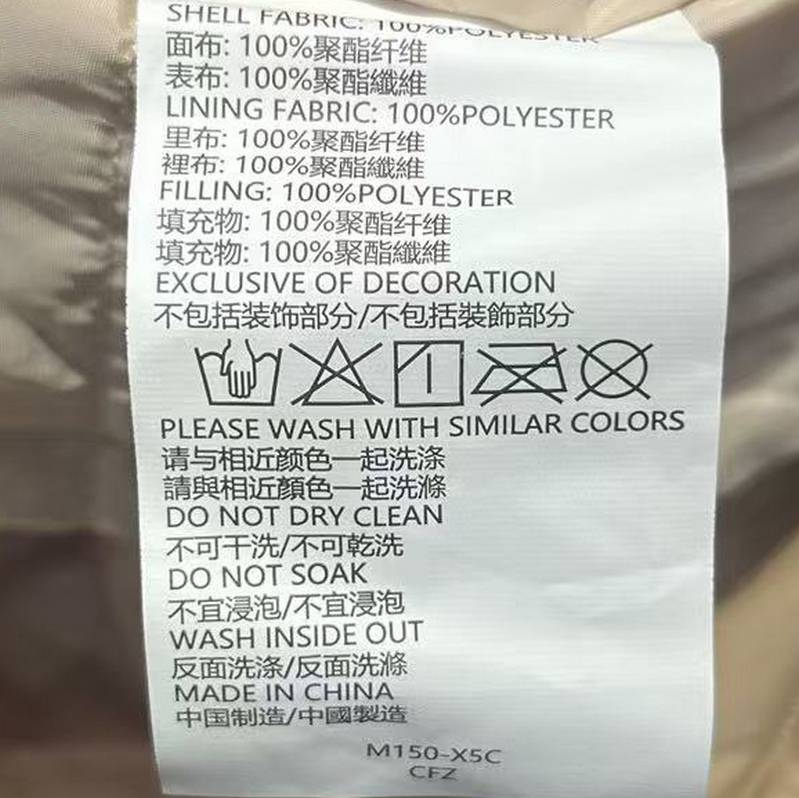 SHELL FABRIC: 100%POLYESTER
面布: 100%聚酯纤维
表布: 100%聚酯纖維
LINING FABRIC: 100%POLYESTER
里布: 100%聚酯纤维
裡布: 100%聚酯纖維
FILLING: 100%POLYESTER
填充物: 100%聚酯纤维
填充物: 100%聚酯纖維
EXCLUSIVE OF DECORATION
不包括装饰部分/不包括裝飾部分
PLEASE WASH WITH SIMILAR COLORS
请与相近颜色一起洗涤
請與相近顏色一起洗滌
DO NOT DRY CLEAN
不可干洗/不可乾洗
DO NOT SOAK
不宜浸泡/不宜浸泡
WASH INSIDE OUT
反面洗涤/反面洗滌
MADE IN CHINA
中国制造/中國製造
M150-X5C
CFZ